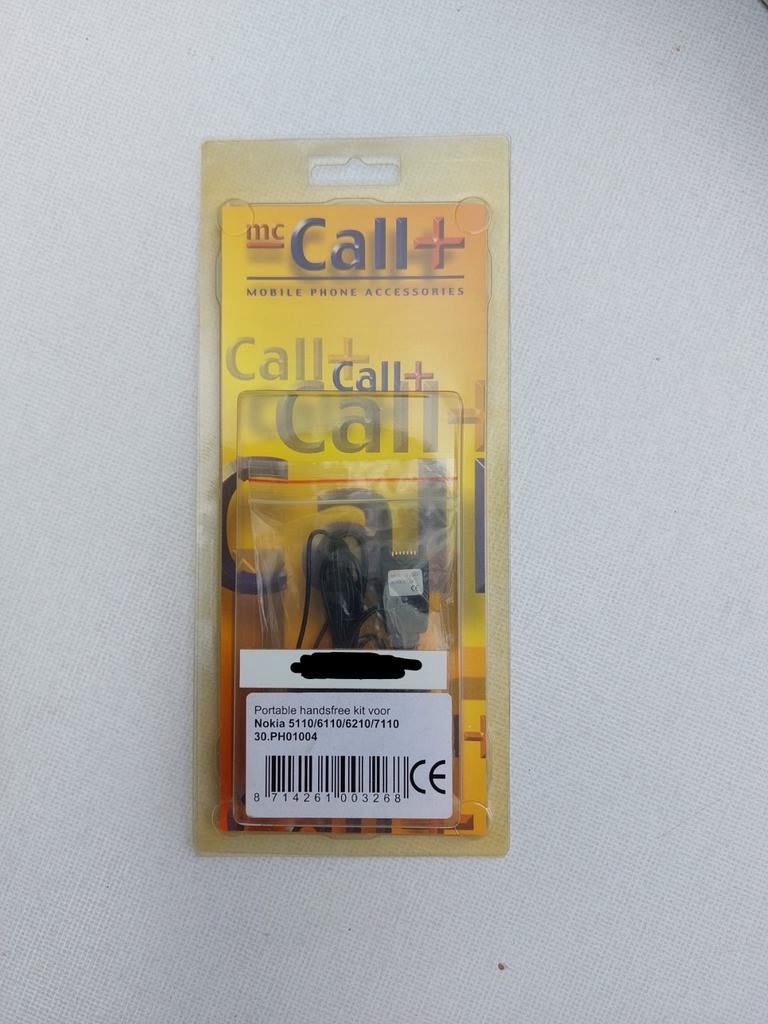 mc Call+
MOBILE PHONE ACCESSORIES
Call+
Call+
Call+
Call
Portable handsfree kit voor
Nokia 5110/6110/6210/7110
30.PH01004
CE
8 714261 003268